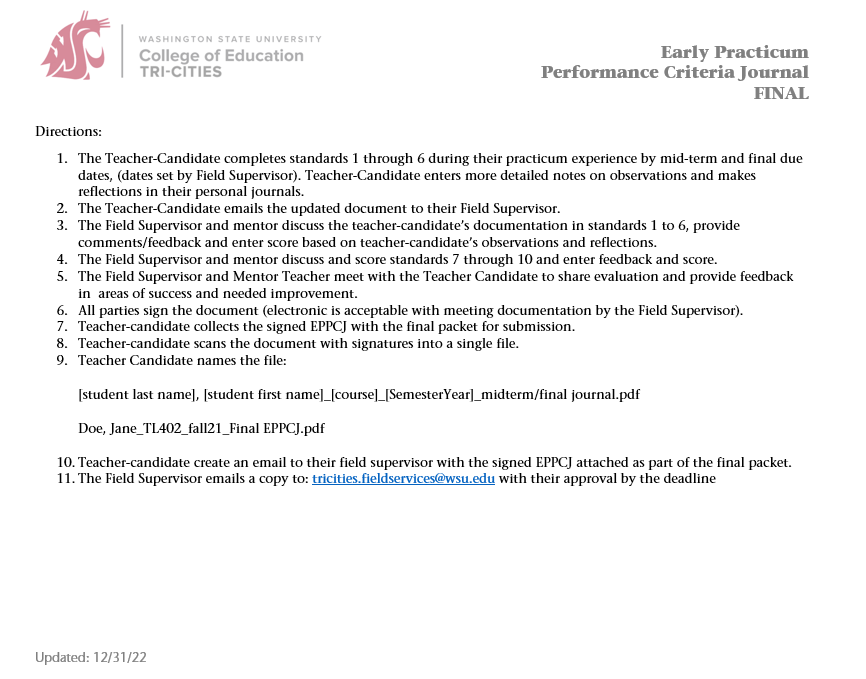 WASHINGTON STATE UNIVERSITY
College of Education
TRI-CITIES
Early Practicum
Performance Criteria Journal
FINAL
Directions:
1. The Teacher-Candidate completes standards 1 through 6 during their practicum experience by mid-term and final due
dates, (dates set by Field Supervisor). Teacher-Candidate enters more detailed notes on observations and makes
reflections in their personal journals.
2. The Teacher-Candidate emails the updated document to their Field Supervisor.
3. The Field Supervisor and mentor discuss the teacher-candidate's documentation in standards 1 to 6, provide
comments/feedback and enter score based on teacher-candidate's observations and reflections.
4. The Field Supervisor and mentor discuss and score standards 7 through 10 and enter feedback and score.
5. The Field Supervisor and Mentor Teacher meet with the Teacher Candidate to share evaluation and provide feedback
in areas of success and needed improvement.
6. All parties sign the document (electronic is acceptable with meeting documentation by the Field Supervisor).
7. Teacher-candidate collects the signed EPPCJ with the final packet for submission.
8. Teacher-candidate scans the document with signatures into a single file.
9. Teacher Candidate names the file:
[student last name], [student first name]_[course]_[SemesterYear]_midterm/final journal.pdf
Doe, Jane_TL402_fall21_Final EPPCJ.pdf
10. Teacher-candidate create an email to their field supervisor with the signed EPPCJ attached as part of the final packet.
11. The Field Supervisor emails a copy to: tricities.fieldservices@wsu.edu with their approval by the deadline
Updated: 12/31/22